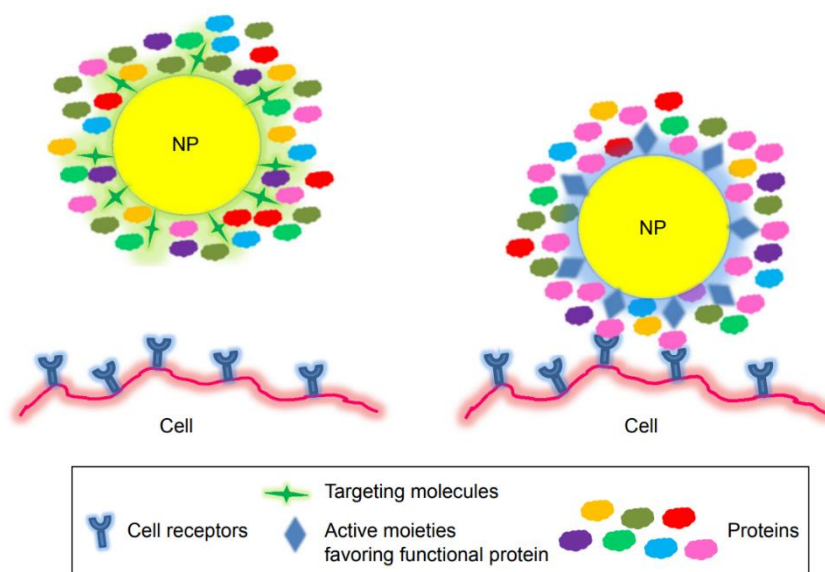 NP
NP
Cell
Cell
Cell receptors
Targeting molecules
Active moieties
favoring functional protein
Proteins